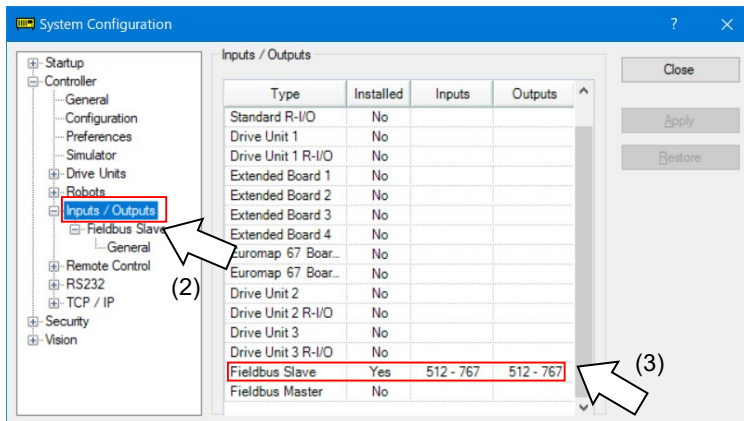 System Configuration ? ×
Startup
Controller
General
Configuration
Preferences
Simulator
Drive Units
Robots
Inputs / Outputs
Fieldbus Slave
General
Remote Control
RS232
TCP / IP
Security
Vision
(2)
Inputs / Outputs
Type Installed Inputs Outputs
Standard R-I/O No
Drive Unit 1 No
Drive Unit 1 R-I/O No
Extended Board 1 No
Extended Board 2 No
Extended Board 3 No
Extended Board 4 No
Euromap 67 Boar... No
Euromap 67 Boar... No
Drive Unit 2 No
Drive Unit 2 R-I/O No
Drive Unit 3 No
Drive Unit 3 R-I/O No
Fieldbus Slave Yes 512 - 767 512 - 767
Fieldbus Master No
(3)
Close
Apply
Restore